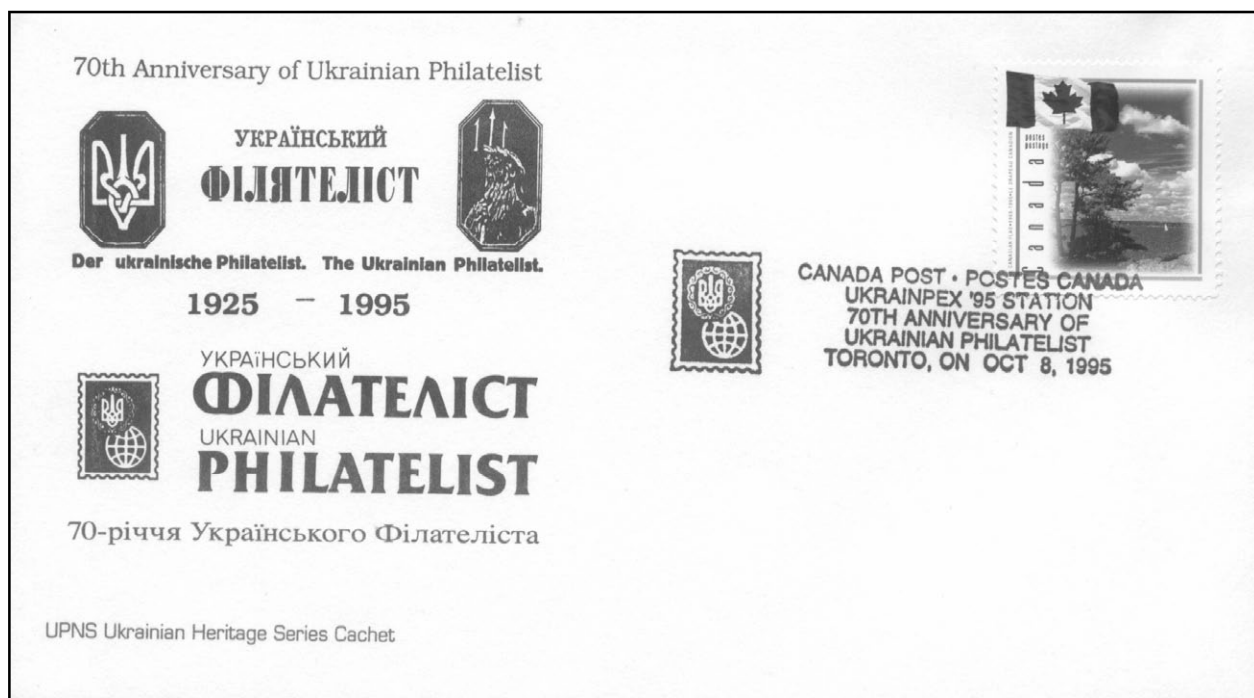 70th Anniversary of Ukrainian Philatelist
УКРАЇНСЬКИЙ
ФІЛЯТЕЛІСТ
Der ukrainische Philatelist. The Ukrainian Philatelist.
1925 – 1995
УКРАЇНСЬКИЙ
ФІЛАТЕЛІСТ
UKRAINIAN
PHILATELIST
70-річчя Українського Філателіста
UPNS Ukrainian Heritage Series Cachet
postes
postage
canada
CANADA POST • POSTES CANADA
UKRAINPEX '95 STATION
70TH ANNIVERSARY OF
UKRAINIAN PHILATELIST
TORONTO, ON OCT 8, 1995